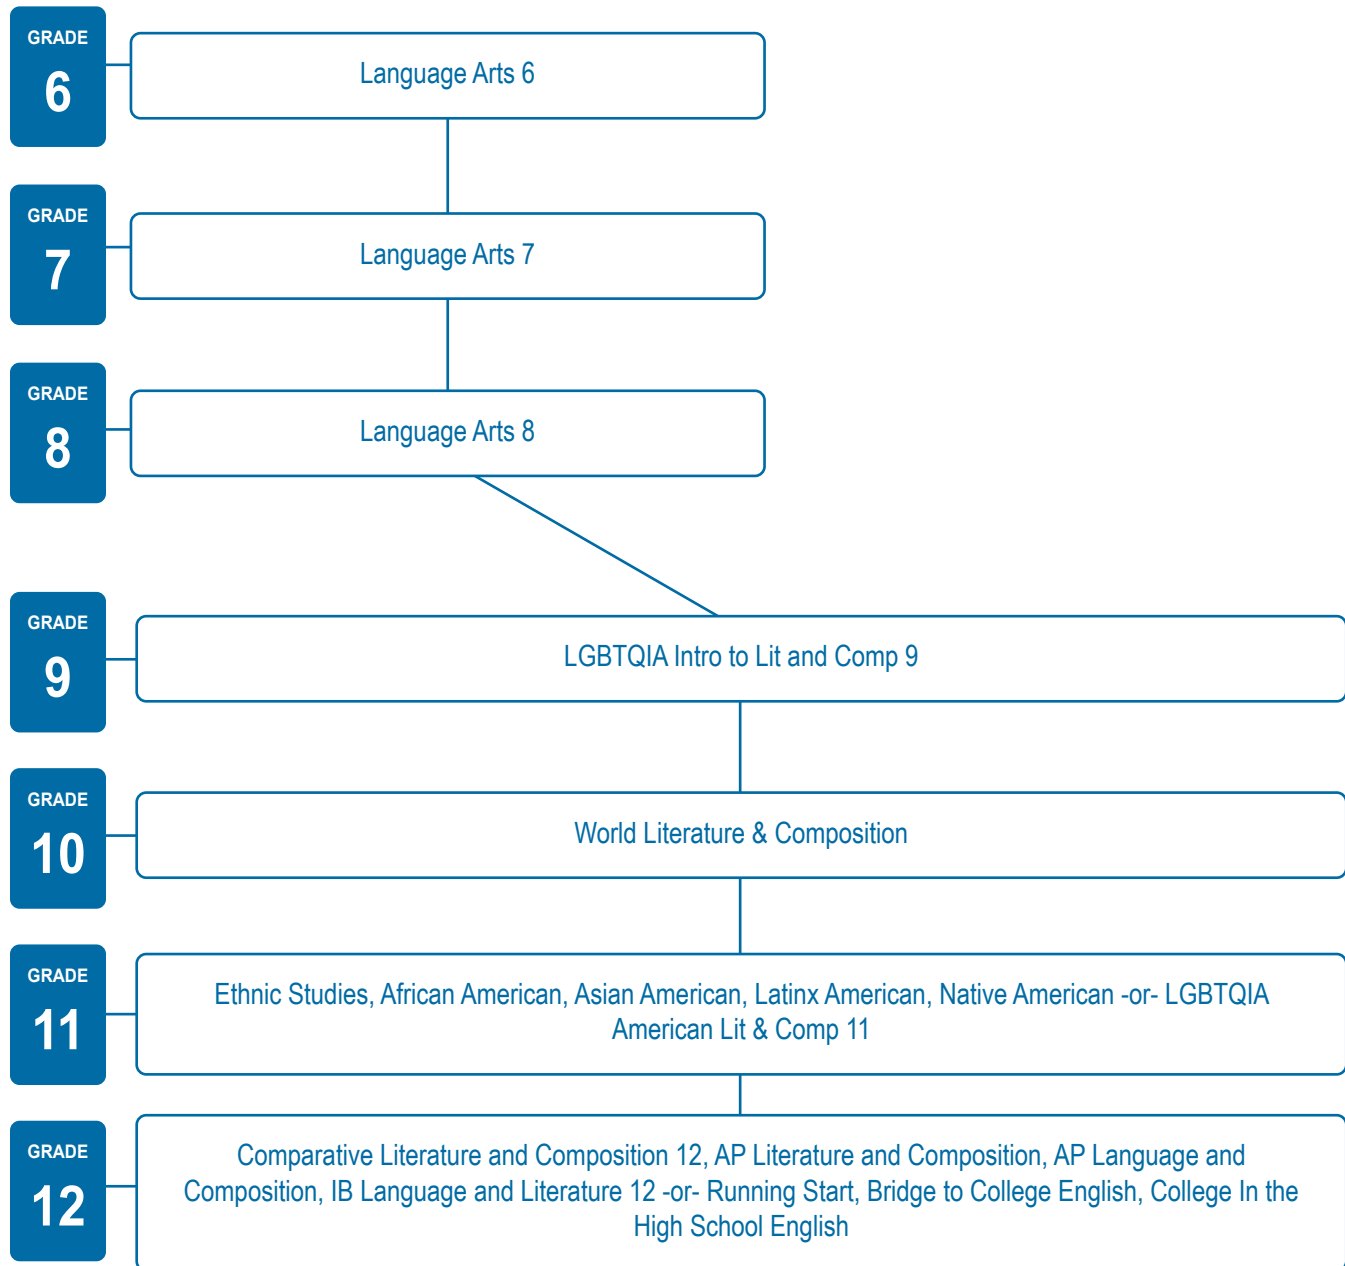 GRADE
6
Language Arts 6
GRADE
7
Language Arts 7
GRADE
8
Language Arts 8
GRADE
9
LGBTQIA Intro to Lit and Comp 9
GRADE
10
World Literature & Composition
GRADE
11
Ethnic Studies, African American, Asian American, Latinx American, Native American -or- LGBTQIA
American Lit & Comp 11
GRADE
12
Comparative Literature and Composition 12, AP Literature and Composition, AP Language and
Composition, IB Language and Literature 12 -or- Running Start, Bridge to College English, College In the
High School English